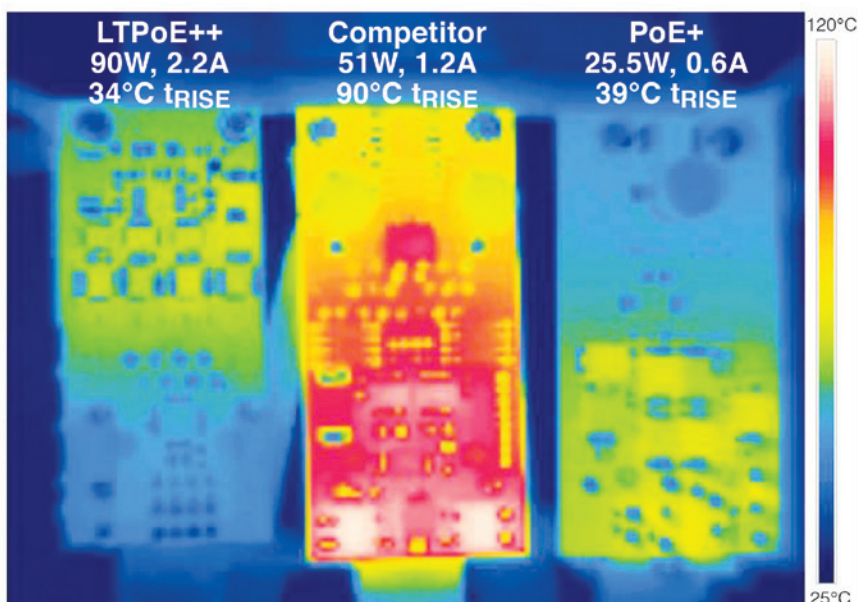 LTPoE++
90W, 2.2A
34°C tRISE
Competitor
51W, 1.2A
90°C tRISE
PoE+
25.5W, 0.6A
39°C tRISE
120°C
25°C